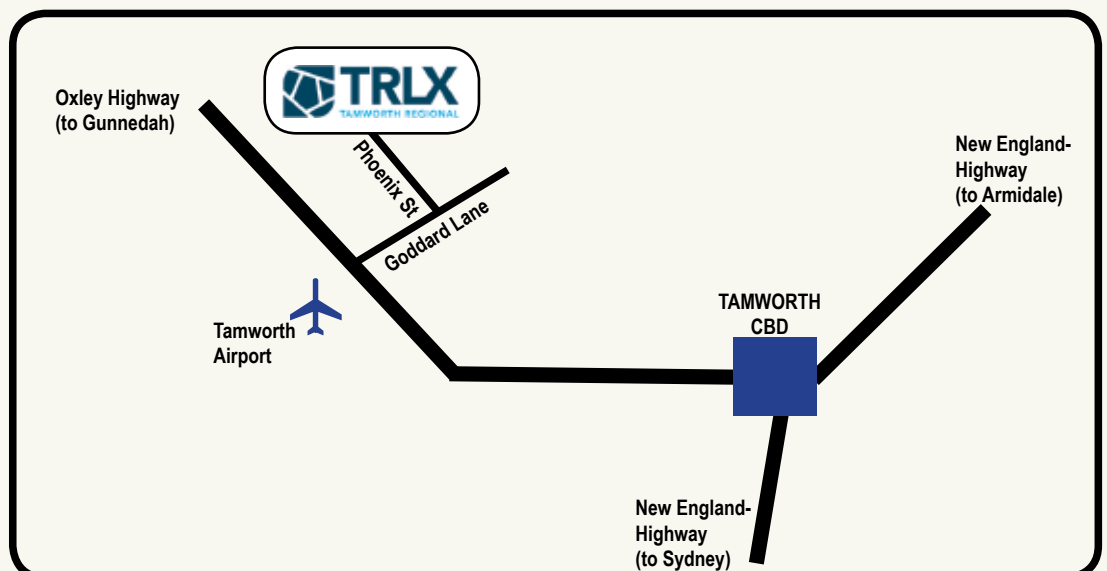 Oxley Highway
(to Gunnedah)
TRLX
TAMWORTH REGIONAL
Phoenix St
Goddard Lane
New England-
Highway
(to Armidale)
Tamworth
Airport
TAMWORTH
CBD
New England-
Highway
(to Sydney)